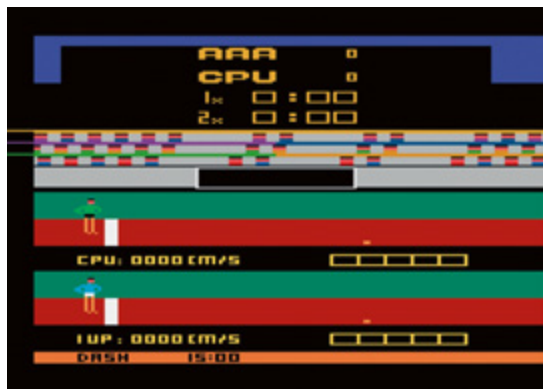 AAA 0
CPU 0
1x 0:00
2x 0:00
CPU: 0000 CM/S
1UP: 0000 CM/S
DASH 15:00